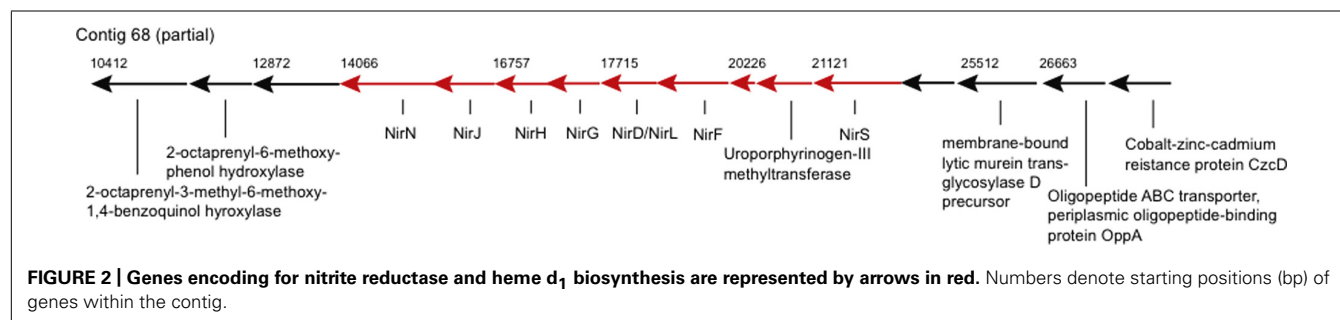 Contig 68 (partial)
10412 12872 14066 16757 17715 20226 21121 25512 26663
NirN NirJ NirH NirG NirD/NirL NirF NirS
2-octaprenyl-6-methoxy-
phenol hydroxylase
2-octaprenyl-3-methyl-6-methoxy-
1,4-benzoquinol hyroxylase
Uroporphyrinogen-III
methyltransferase
membrane-bound
lytic murein trans-
glycosylase D
precursor
Cobalt-zinc-cadmium
reistance protein CzcD
Oligopeptide ABC transporter,
periplasmic oligopeptide-binding
protein OppA
FIGURE 2 | Genes encoding for nitrite reductase and heme d1 biosynthesis are represented by arrows in red. Numbers denote starting positions (bp) of
genes within the contig.